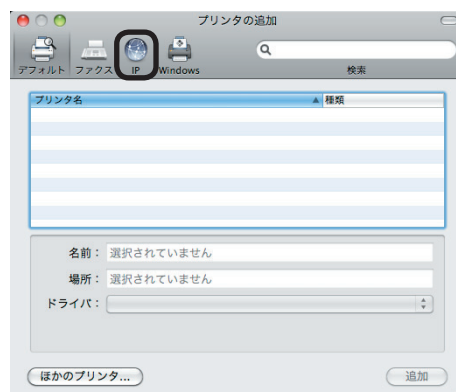 プリンタの追加
デフォルト ファクス IP Windows 検索
プリンタ名 種類
名前： 選択されていません
場所： 選択されていません
ドライバ：
ほかのプリンタ... 追加